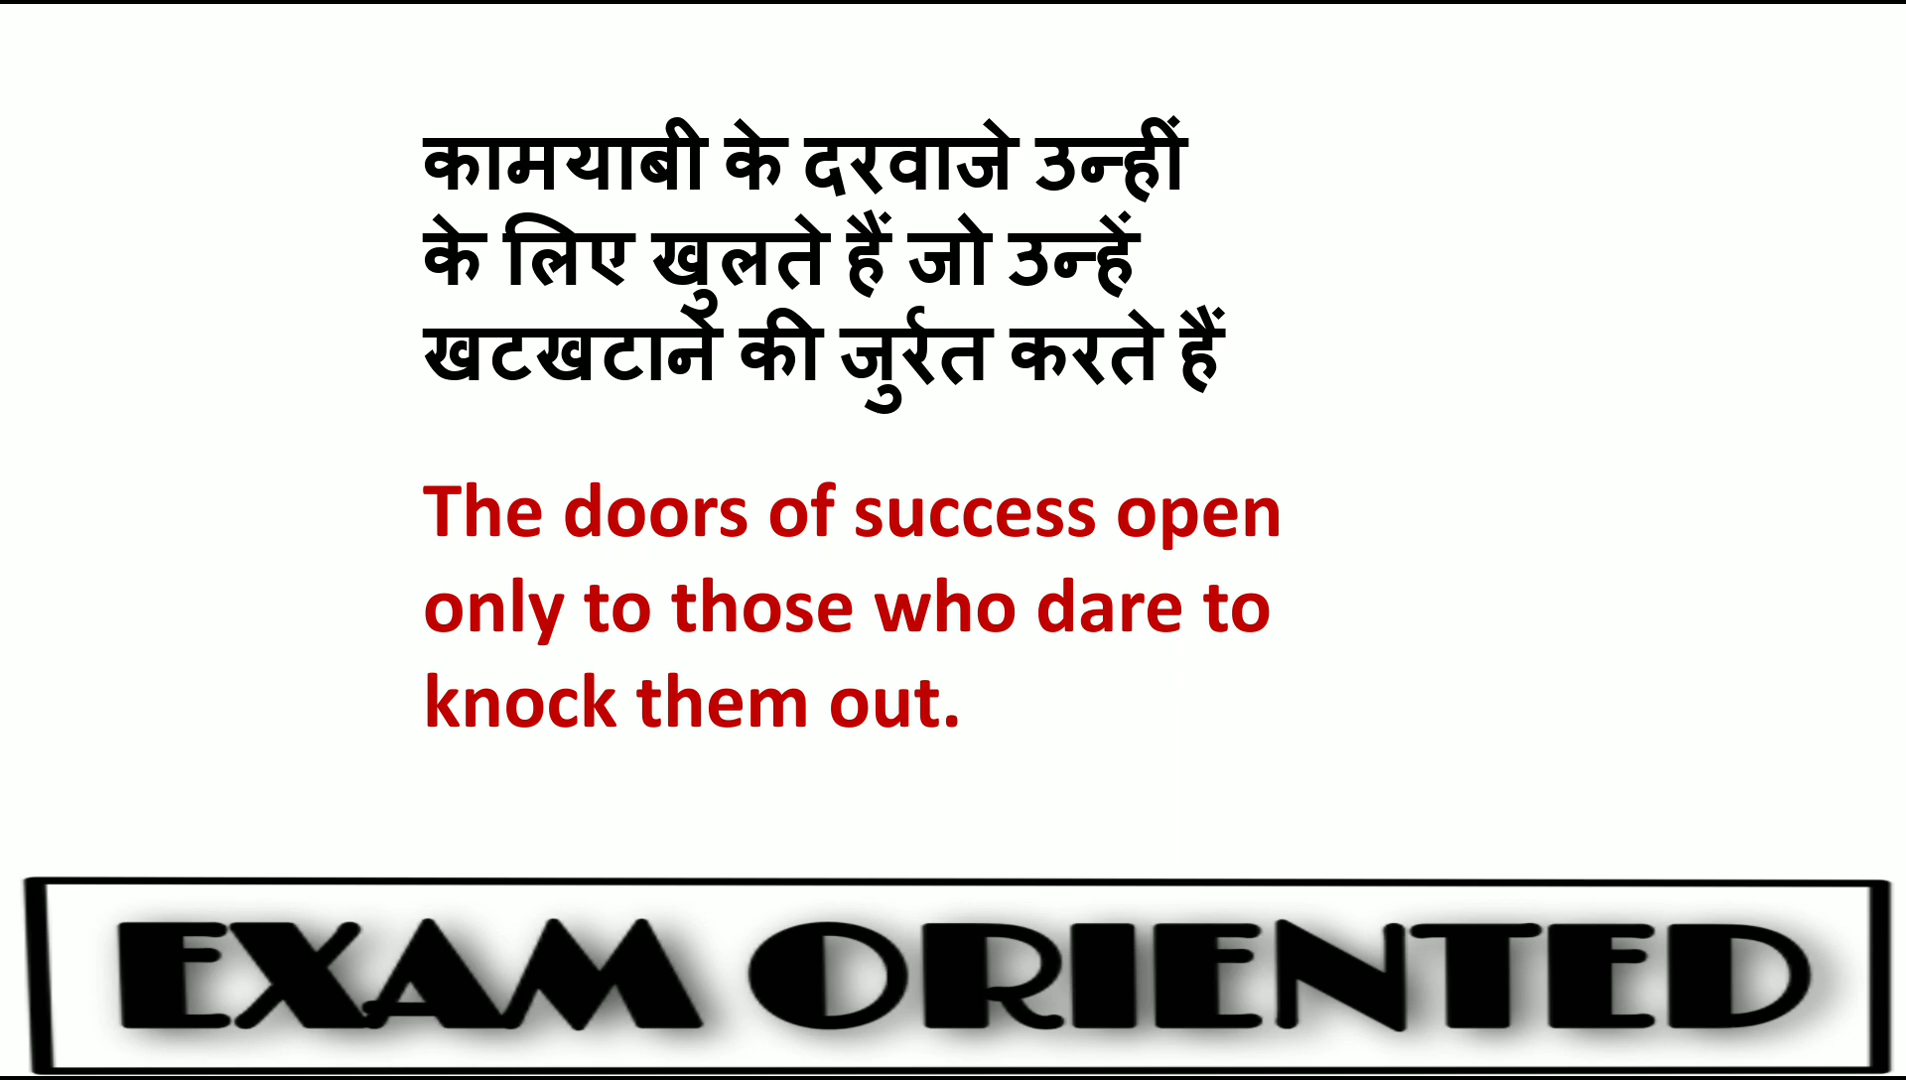 कामयाबी के दरवाजे उन्हीं
के लिए खुलते हैं जो उन्हें
खटखटाने की जुर्रत करते हैं
The doors of success open
only to those who dare to
knock them out.
EXAM ORIENTED